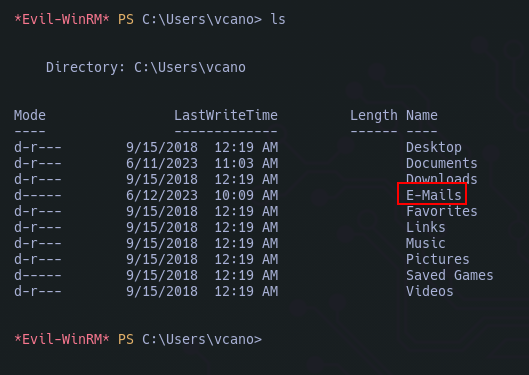 *Evil-WinRM* PS C:\Users\vcano> ls
Directory: C:\Users\vcano
Mode                LastWriteTime         Length Name
----                -------------         ------ ----
d-r---        9/15/2018  12:19 AM                Desktop
d-r---        6/11/2023  11:03 AM                Documents
d-r---        9/15/2018  12:19 AM                Downloads
d-----        6/12/2023  10:09 AM                E-Mails
d-r---        9/15/2018  12:19 AM                Favorites
d-r---        9/15/2018  12:19 AM                Links
d-r---        9/15/2018  12:19 AM                Music
d-r---        9/15/2018  12:19 AM                Pictures
d-----        9/15/2018  12:19 AM                Saved Games
d-r---        9/15/2018  12:19 AM                Videos
*Evil-WinRM* PS C:\Users\vcano>